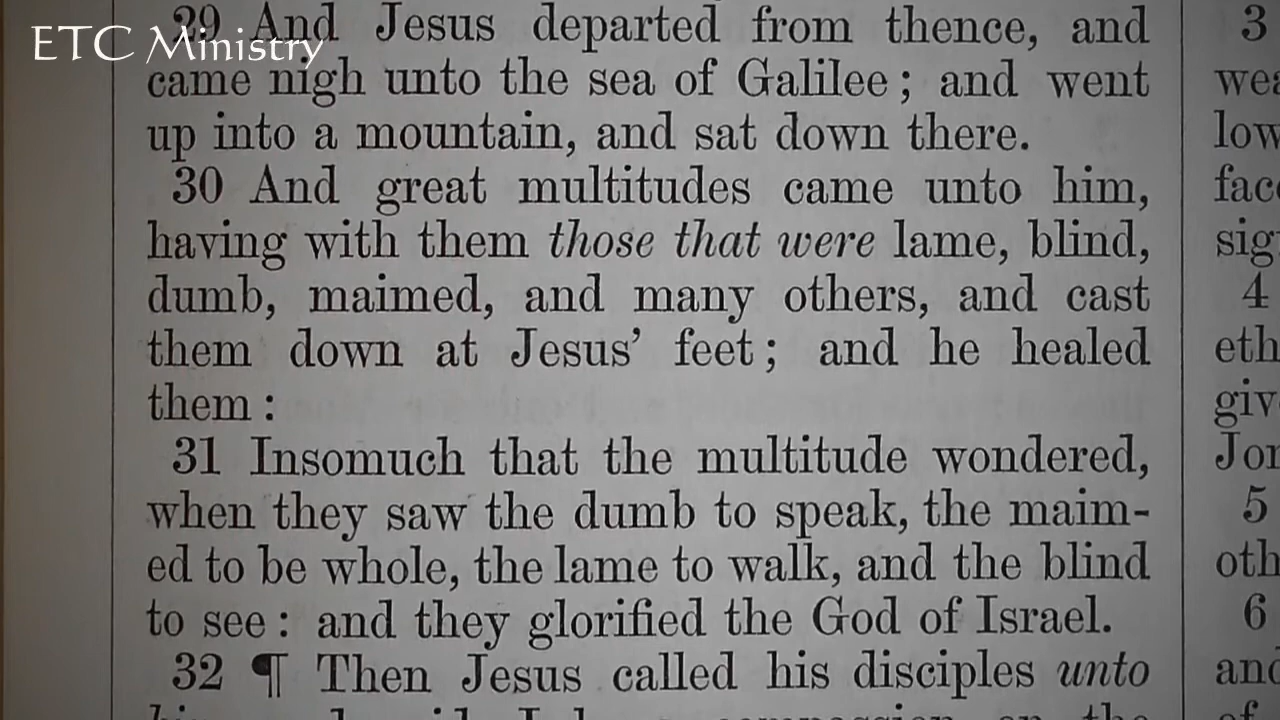 ETC Ministry
29 And Jesus departed from thence, and
came nigh unto the sea of Galilee ; and went
up into a mountain, and sat down there.
30 And great multitudes came unto him,
having with them those that were lame, blind,
dumb, maimed, and many others, and cast
them down at Jesus’ feet ; and he healed
them :
31 Insomuch that the multitude wondered,
when they saw the dumb to speak, the maim-
ed to be whole, the lame to walk, and the blind
to see : and they glorified the God of Israel.
32 ¶ Then Jesus called his disciples unto
3
low
4
5
6